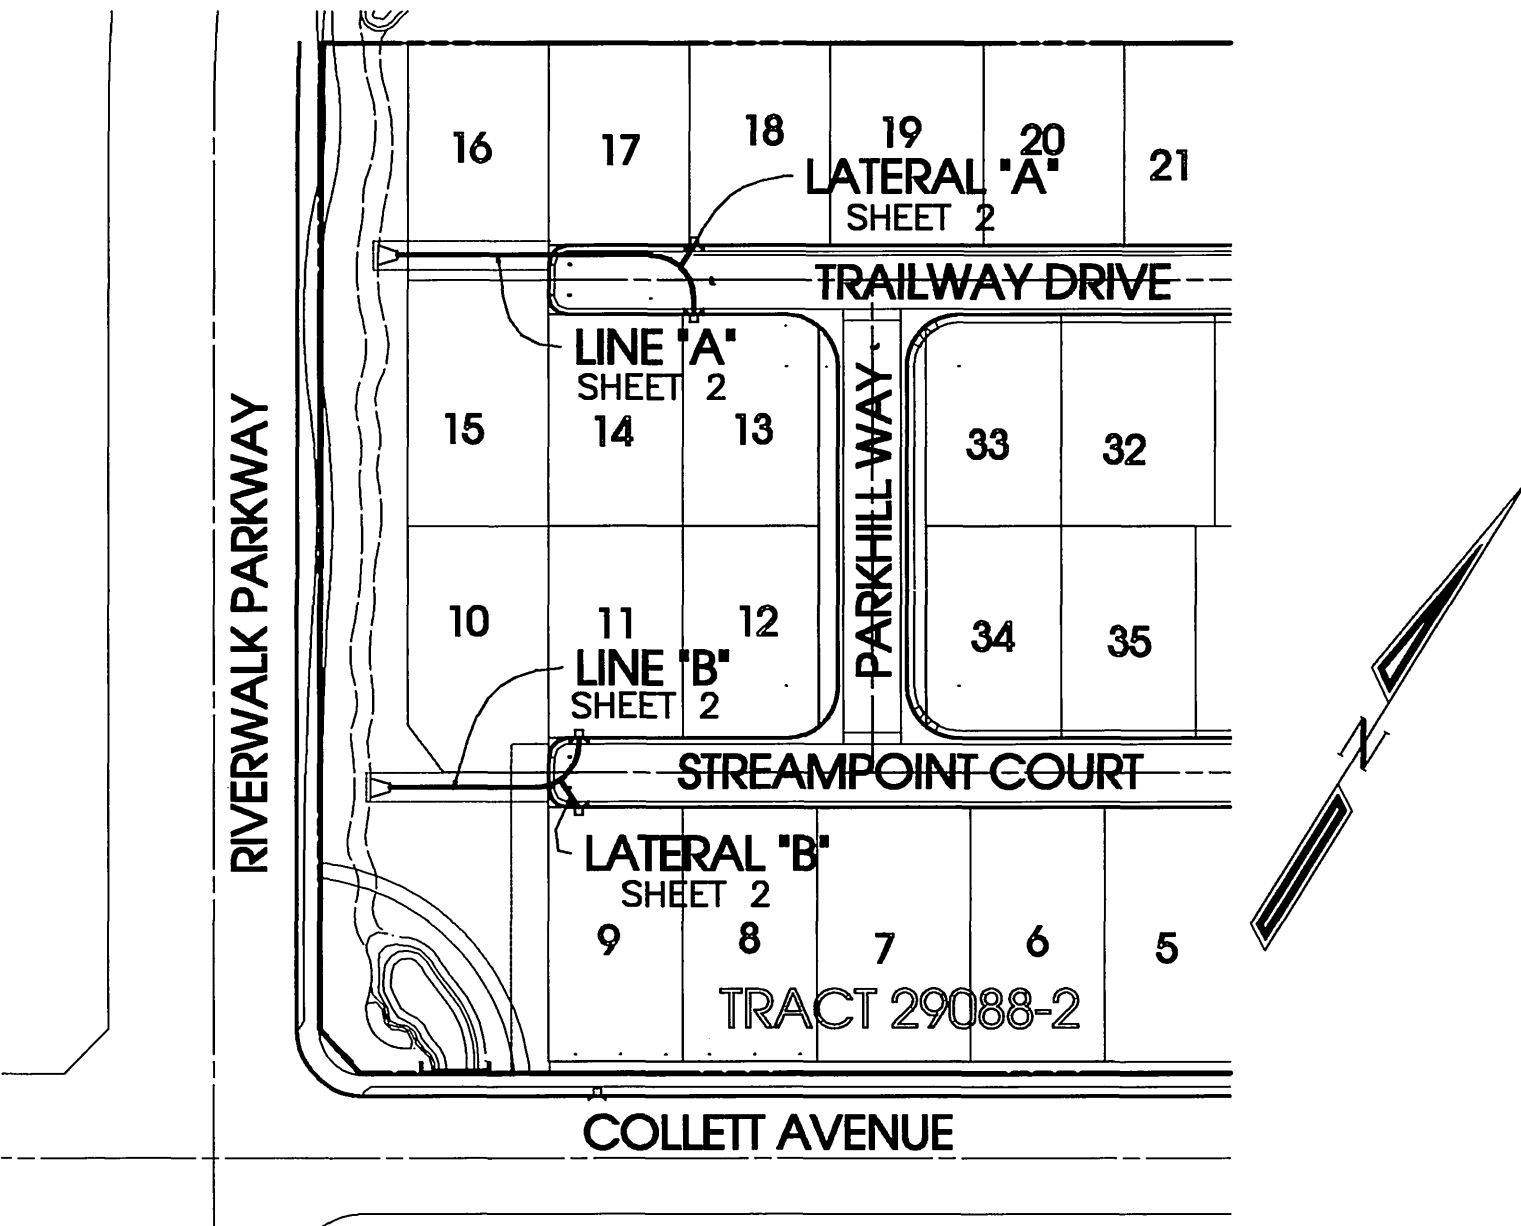 16
17
18
19
20
21
LATERAL "A"
SHEET 2
TRAILWAY DRIVE
LINE "A"
SHEET 2
15
14
13
33
32
PARKHILL WAY
RIVERWALK PARKWAY
10
11
12
34
35
LINE "B"
SHEET 2
N
STREAMPOINT COURT
LATERAL "B"
SHEET 2
9
8
7
6
5
TRACT 29088-2
COLLETT AVENUE